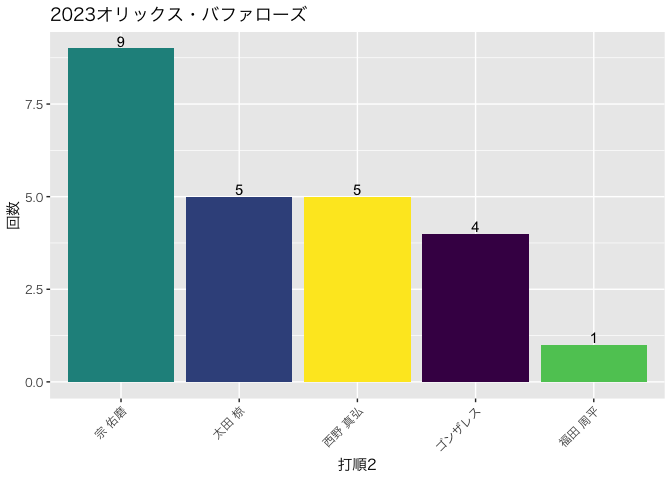 2023オリックス・バファローズ
回数
7.5
5.0
2.5
0.0
9
5
5
4
1
宗 佑磨
太田 椋
西野 真弘
ゴンザレス
福田 周平
打順2